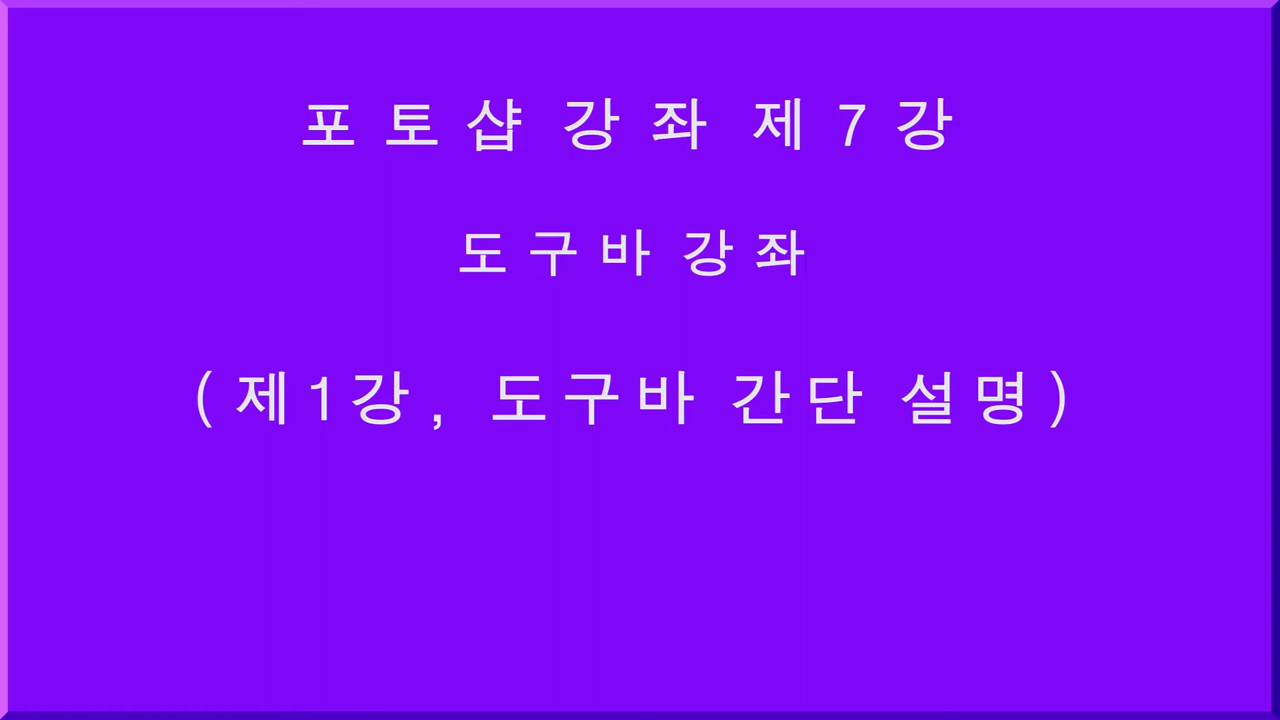 포토샵 강좌 제7강
도구바 강좌
(제1강, 도구바 간단 설명)